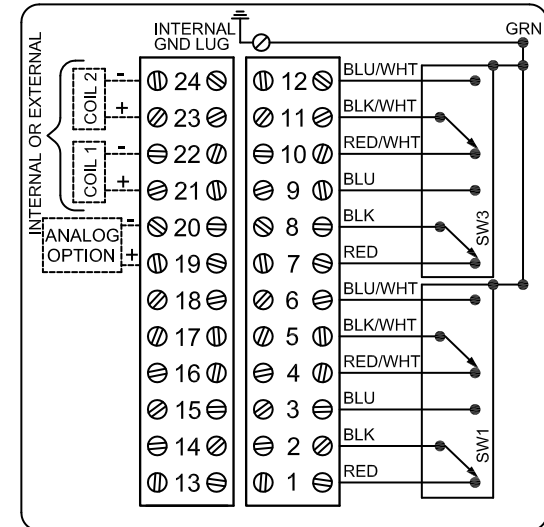 INTERNAL
GND LUG
GRN
INTERNAL OR EXTERNAL
COIL 2
-
+
COIL 1
-
+
ANALOG
OPTION
-
+
24
23
22
21
20
19
18
17
16
15
14
13
12
11
10
9
8
7
6
5
4
3
2
1
BLU/WHT
BLK/WHT
RED/WHT
BLU
BLK
RED
SW3
BLU/WHT
BLK/WHT
RED/WHT
BLU
BLK
RED
SW1